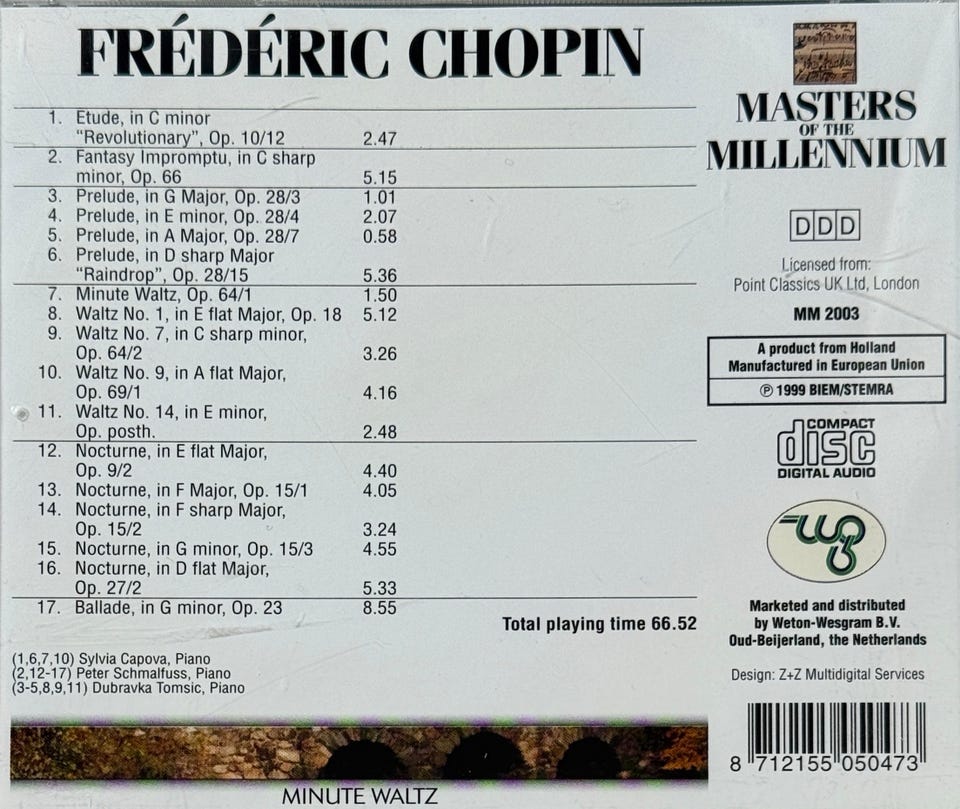 FRÉDÉRIC CHOPIN
1. Etude, in C minor
"Revolutionary", Op. 10/12 2.47
2. Fantasy Impromptu, in C sharp
minor, Op. 66 5.15
3. Prelude, in G Major, Op. 28/3 1.01
4. Prelude, in E minor, Op. 28/4 2.07
5. Prelude, in A Major, Op. 28/7 0.58
6. Prelude, in D sharp Major
"Raindrop", Op. 28/15 5.36
7. Minute Waltz, Op. 64/1 1.50
8. Waltz No. 1, in E flat Major, Op. 18 5.12
9. Waltz No. 7, in C sharp minor,
Op. 64/2 3.26
10. Waltz No. 9, in A flat Major,
Op. 69/1 4.16
11. Waltz No. 14, in E minor,
Op. posth. 2.48
12. Nocturne, in E flat Major,
Op. 9/2 4.40
13. Nocturne, in F Major, Op. 15/1 4.05
14. Nocturne, in F sharp Major,
Op. 15/2 3.24
15. Nocturne, in G minor, Op. 15/3 4.55
16. Nocturne, in D flat Major,
Op. 27/2 5.33
17. Ballade, in G minor, Op. 23 8.55
Total playing time 66.52
(1,6,7,10) Sylvia Capova, Piano
(2,12-17) Peter Schmalfuss, Piano
(3-5,8,9,11) Dubravka Tomsic, Piano
MINUTE WALTZ
MASTERS
OF THE
MILLENNIUM
DDD
Licensed from:
Point Classics UK Ltd, London
MM 2003
A product from Holland
Manufactured in European Union
℗ 1999 BIEM/STEMRA
COMPACT
disc
DIGITAL AUDIO
Marketed and distributed
by Weton-Wesgram B.V.
Oud-Beijerland, the Netherlands
Design: Z+Z Multidigital Services
8 712155 050473